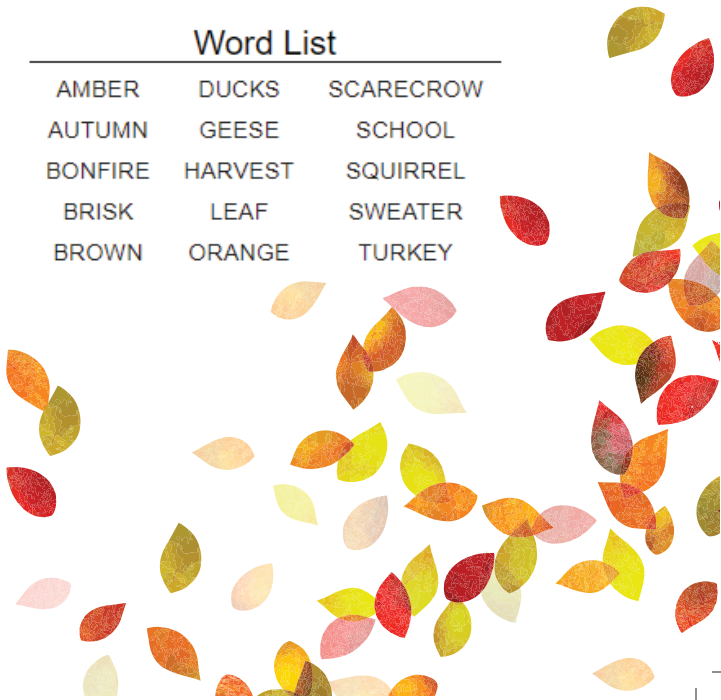 Word List
AMBER DUCKS SCARECROW
AUTUMN GEESE SCHOOL
BONFIRE HARVEST SQUIRREL
BRISK LEAF SWEATER
BROWN ORANGE TURKEY